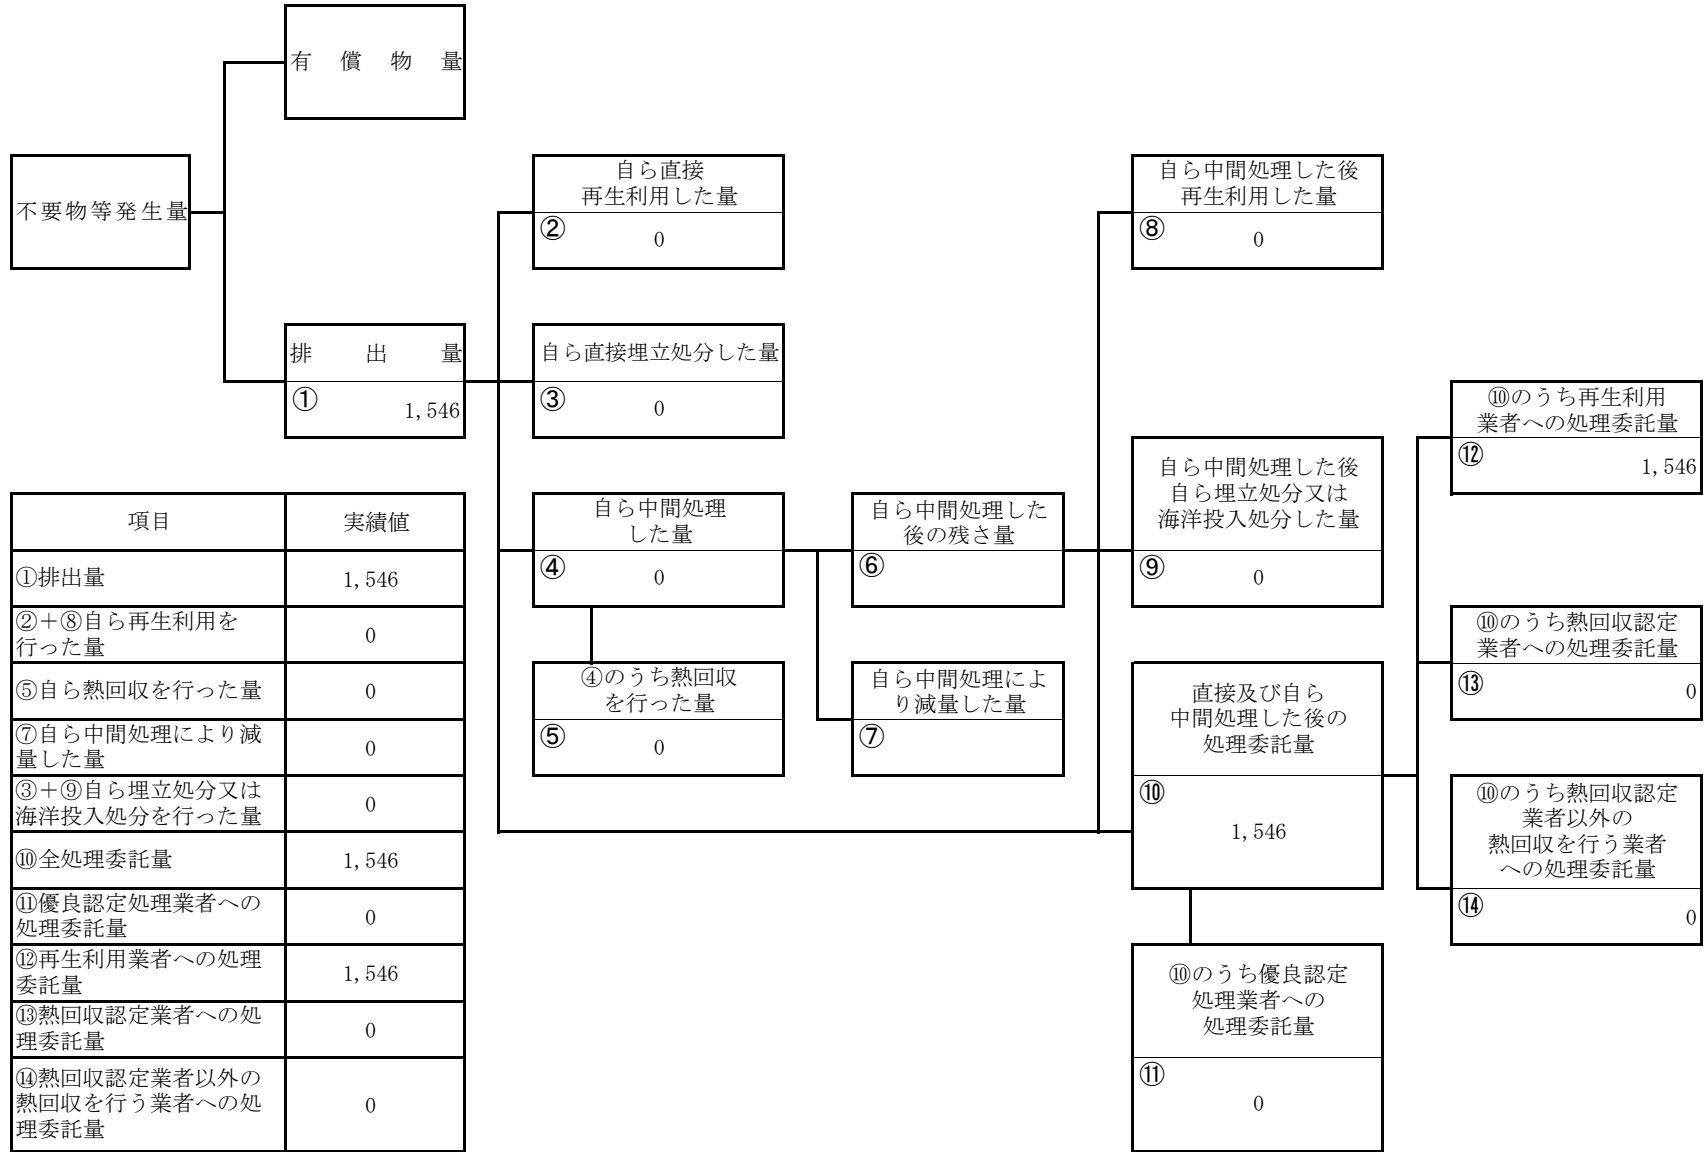 有償物量
不要物等発生量
排出量
①
1,546
自ら直接
再生利用した量
②
0
自ら直接埋立処分した量
③
0
自ら中間処理
した量
④
0
④のうち熱回収
を行った量
⑤
0
自ら中間処理した
後の残さ量
⑥
自ら中間処理によ
り減量した量
⑦
自ら中間処理した後
再生利用した量
⑧
0
自ら中間処理した後
自ら埋立処分又は
海洋投入処分した量
⑨
0
直接及び自ら
中間処理した後の
処理委託量
⑩
1,546
⑩のうち優良認定
処理業者への
処理委託量
⑪
0
⑩のうち再生利用
業者への処理委託量
⑫
1,546
⑩のうち熱回収認定
業者への処理委託量
⑬
0
⑩のうち熱回収認定
業者以外の
熱回収を行う業者
への処理委託量
⑭
0
項目 実績値
①排出量 1,546
②＋⑧自ら再生利用を
行った量 0
⑤自ら熱回収を行った量 0
⑦自ら中間処理により減
量した量 0
③＋⑨自ら埋立処分又は
海洋投入処分を行った量 0
⑩全処理委託量 1,546
⑪優良認定処理業者への
処理委託量 0
⑫再生利用業者への処理
委託量 1,546
⑬熱回収認定業者への処
理委託量 0
⑭熱回収認定業者以外の
熱回収を行う業者への処
理委託量 0